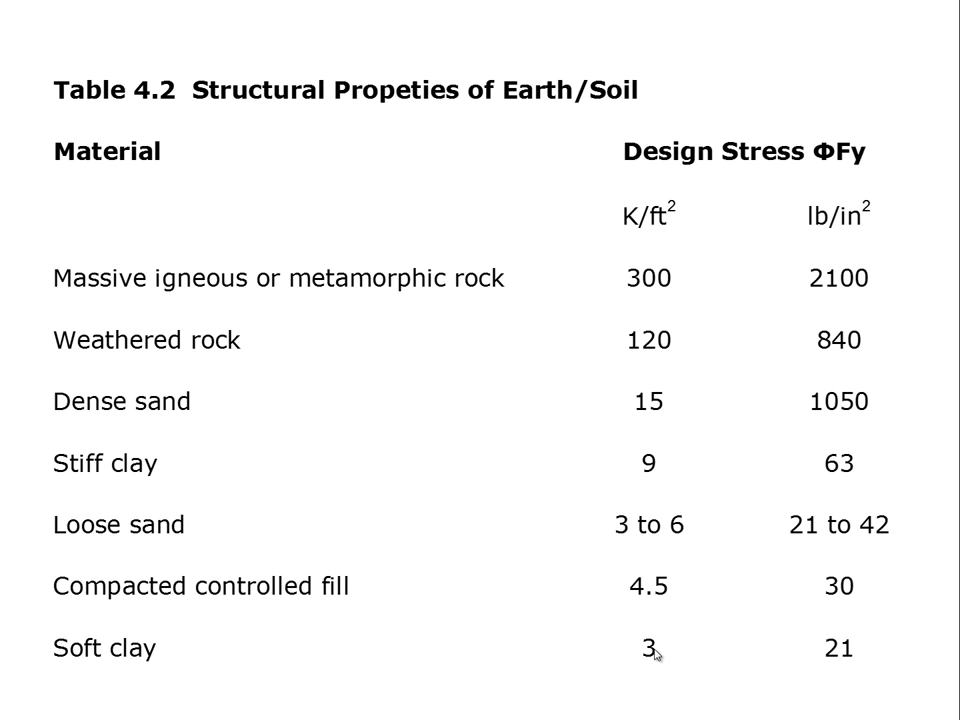 Table 4.2  Structural Propeties of Earth/Soil
Material Design Stress ΦFy
K/ft² lb/in²
Massive igneous or metamorphic rock 300 2100
Weathered rock 120 840
Dense sand 15 1050
Stiff clay 9 63
Loose sand 3 to 6 21 to 42
Compacted controlled fill 4.5 30
Soft clay 3 21